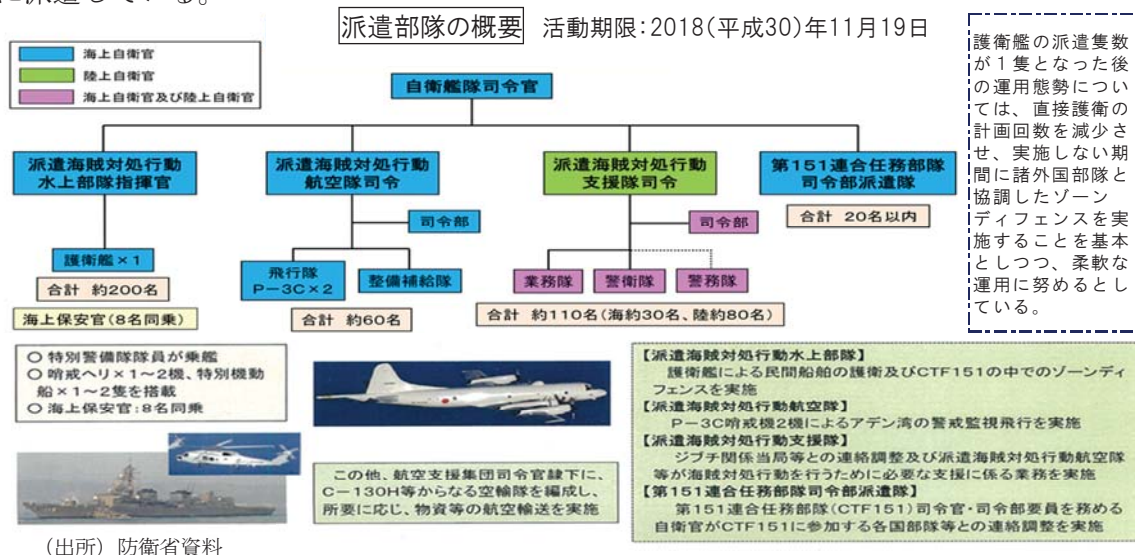 に派遣している。
派遣部隊の概要 活動期限：2018(平成30)年11月19日
海上自衛官
陸上自衛官
海上自衛官及び陸上自衛官
自衛艦隊司令官
派遣海賊対処行動
水上部隊指揮官
護衛艦×1
合計 約200名
海上保安官(8名同乗)
派遣海賊対処行動
航空隊司令
司令部
飛行隊
P－3C×2
整備補給隊
合計 約60名
派遣海賊対処行動
支援隊司令
司令部
業務隊
警衛隊
警務隊
合計 約110名(海約30名、陸約80名)
第151連合任務部隊
司令部派遣隊
合計 20名以内
護衛艦の派遣隻数
が１隻となった後
の運用態勢につい
ては、直接護衛の
計画回数を減少さ
せ、実施しない期
間に諸外国部隊と
協調したゾーン
ディフェンスを実
施することを基本
としつつ、柔軟な
運用に努めるとし
ている。
○ 特別警備隊隊員が乗艦
○ 哨戒ヘリ×1～2機、特別機動
船×1～2隻を搭載
○ 海上保安官：8名同乗
この他、航空支援集団司令官隷下に、
C－130H等からなる空輸隊を編成し、
所要に応じ、物資等の航空輸送を実施
【派遣海賊対処行動水上部隊】
護衛艦による民間船舶の護衛及びCTF151の中でのゾーンディ
フェンスを実施
【派遣海賊対処行動航空隊】
P－3C哨戒機2機によるアデン湾の警戒監視飛行を実施
【派遣海賊対処行動支援隊】
ジブチ関係当局等との連絡調整及び派遣海賊対処行動航空隊
等が海賊対処行動を行うために必要な支援に係る業務を実施
【第151連合任務部隊司令部派遣隊】
第151連合任務部隊(CTF151)司令官・司令部要員を務める
自衛官がCTF151に参加する各国部隊等との連絡調整を実施
（出所）防衛省資料